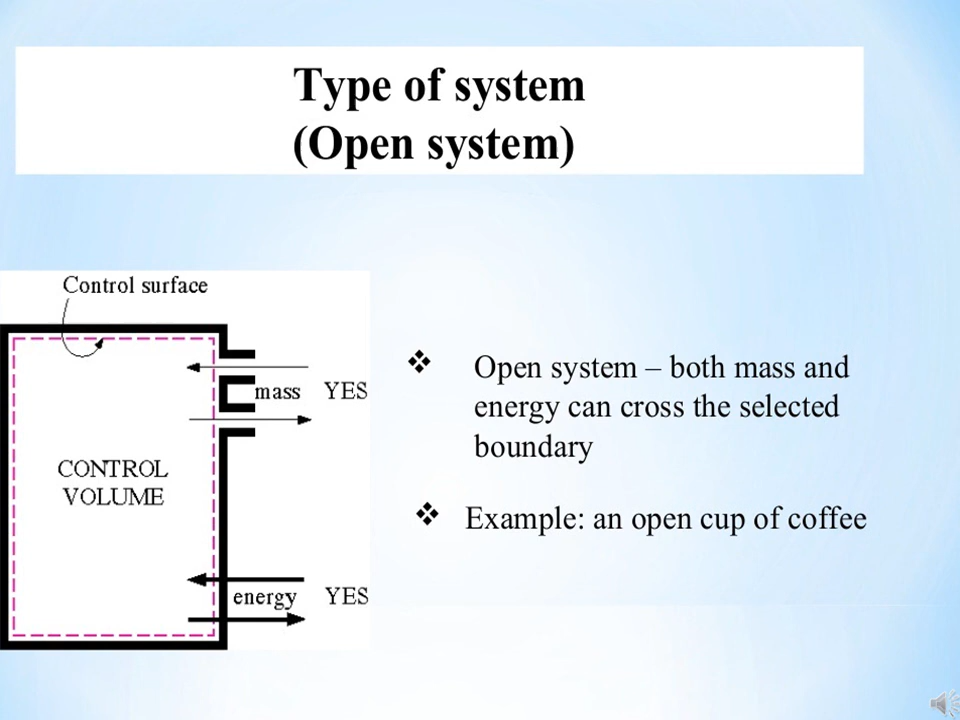 Type of system
(Open system)
Control surface
mass YES
CONTROL
VOLUME
energy YES
❖ Open system – both mass and
energy can cross the selected
boundary
❖ Example: an open cup of coffee